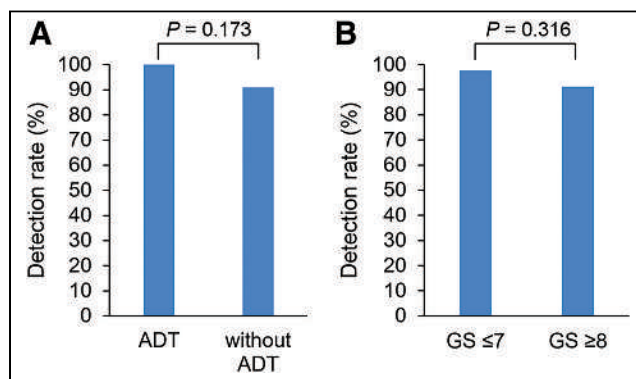 A
P = 0.173
Detection rate (%)
100
90
80
70
60
50
40
30
20
10
0
ADT
without
ADT
B
P = 0.316
Detection rate (%)
100
90
80
70
60
50
40
30
20
10
0
GS ≤7
GS ≥8